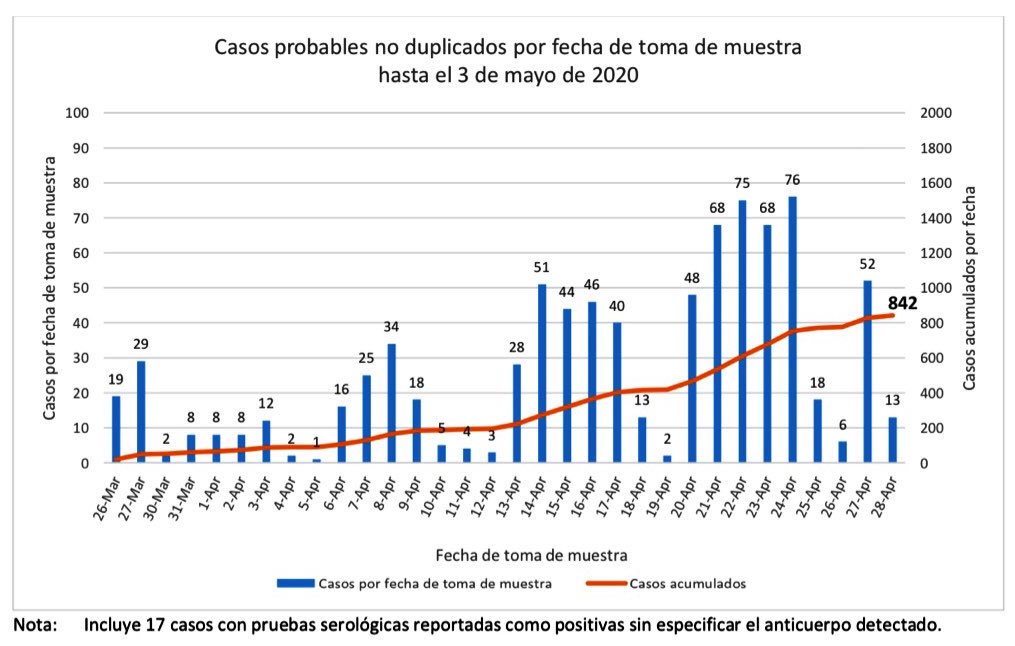 Casos probables no duplicados por fecha de toma de muestra
hasta el 3 de mayo de 2020
Casos por fecha de toma de muestra
100
90
80
70
60
50
40
30
20
10
0
19
29
2
8
8
8
12
2
1
16
25
34
18
5
4
3
28
51
44
46
40
13
2
48
68
75
68
76
18
6
52
13
842
2000
1800
1600
1400
1200
1000
800
600
400
200
0
Casos acumulados por fecha
26-Mar
27-Mar
30-Mar
31-Mar
1-Apr
2-Apr
3-Apr
4-Apr
5-Apr
6-Apr
7-Apr
8-Apr
9-Apr
10-Apr
11-Apr
12-Apr
13-Apr
14-Apr
15-Apr
16-Apr
17-Apr
18-Apr
19-Apr
20-Apr
21-Apr
22-Apr
23-Apr
24-Apr
25-Apr
26-Apr
27-Apr
28-Apr
Fecha de toma de muestra
Casos por fecha de toma de muestra
Casos acumulados
Nota: Incluye 17 casos con pruebas serológicas reportadas como positivas sin especificar el anticuerpo detectado.